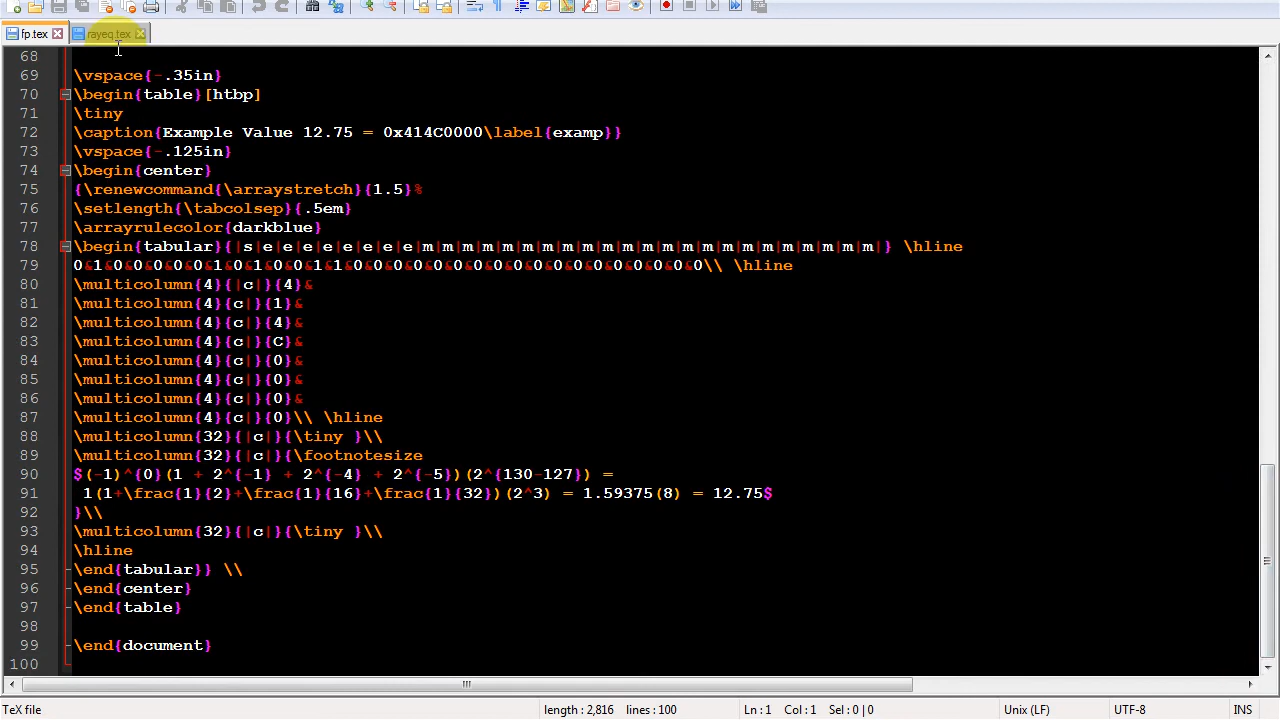 fp.tex rayeq.tex
68
69 \vspace{-.35in}
70 \begin{table}[htbp]
71 \tiny
72 \caption{Example Value 12.75 = 0x414C0000\label{examp}}
73 \vspace{-.125in}
74 \begin{center}
75 {\renewcommand{\arraystretch}{1.5}%
76 \setlength{\tabcolsep}{.5em}
77 \arrayrulecolor{darkblue}
78 \begin{tabular}{|s|e|e|e|e|e|e|e|e|m|m|m|m|m|m|m|m|m|m|m|m|m|m|m|m|m|m|m|m|m|m|m|} \hline
79 0&1&0&0&0&0&0&1&0&1&0&0&1&1&0&0&0&0&0&0&0&0&0&0&0&0&0&0&0&0&0&0\\ \hline
80 \multicolumn{4}{|c|}{4}&
81 \multicolumn{4}{c|}{1}&
82 \multicolumn{4}{c|}{4}&
83 \multicolumn{4}{c|}{C}&
84 \multicolumn{4}{c|}{0}&
85 \multicolumn{4}{c|}{0}&
86 \multicolumn{4}{c|}{0}&
87 \multicolumn{4}{c|}{0}\\ \hline
88 \multicolumn{32}{|c|}{\tiny }\\
89 \multicolumn{32}{|c|}{\footnotesize
90 $(-1)^{0}(1 + 2^{-1} + 2^{-4} + 2^{-5})(2^{130-127}) =
91 1(1+\frac{1}{2}+\frac{1}{16}+\frac{1}{32})(2^3) = 1.59375(8) = 12.75$
92 }\\
93 \multicolumn{32}{|c|}{\tiny }\\
94 \hline
95 \end{tabular}} \\
96 \end{center}
97 \end{table}
98
99 \end{document}
100
TeX file length : 2,816 lines : 100 Ln : 1 Col : 1 Sel : 0 | 0 Unix (LF) UTF-8 INS